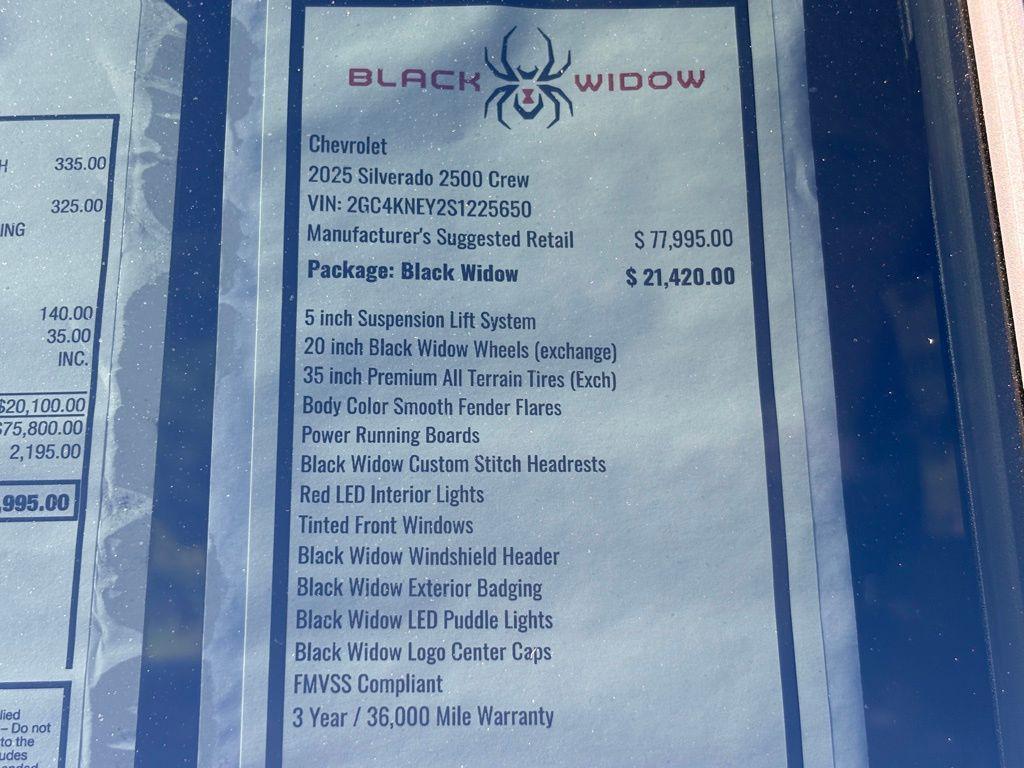 335.00
325.00
ING
140.00
35.00
INC.
$20,100.00
$75,800.00
2,195.00
,995.00
lied
– Do not
to the
udes
BLACK WIDOW
Chevrolet
2025 Silverado 2500 Crew
VIN: 2GC4KNEY2S1225650
Manufacturer's Suggested Retail $ 77,995.00
Package: Black Widow $ 21,420.00
5 inch Suspension Lift System
20 inch Black Widow Wheels (exchange)
35 inch Premium All Terrain Tires (Exch)
Body Color Smooth Fender Flares
Power Running Boards
Black Widow Custom Stitch Headrests
Red LED Interior Lights
Tinted Front Windows
Black Widow Windshield Header
Black Widow Exterior Badging
Black Widow LED Puddle Lights
Black Widow Logo Center Caps
FMVSS Compliant
3 Year / 36,000 Mile Warranty